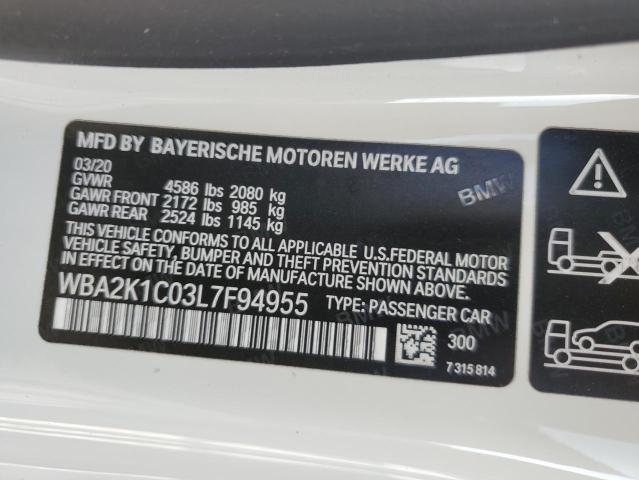 MFD BY BAYERISCHE MOTOREN WERKE AG
03/20
GVWR 4586 lbs 2080 kg
GAWR FRONT 2172 lbs 985 kg
GAWR REAR 2524 lbs 1145 kg
BMW
THIS VEHICLE CONFORMS TO ALL APPLICABLE U.S.FEDERAL MOTOR
VEHICLE SAFETY, BUMPER AND THEFT PREVENTION STANDARDS
IN EFFECT ON THE DATE OF MANUFACTURE SHOWN ABOVE.
WBA2K1C03L7F94955 TYPE: PASSENGER CAR
300
7 315 814